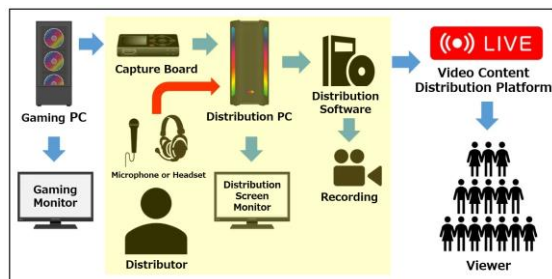 Gaming PC
Capture Board
Distribution PC
Distribution
Software
LIVE
Video Content
Distribution Platform
Microphone or Headset
Gaming
Monitor
Distributor
Distribution
Screen
Monitor
Recording
Viewer